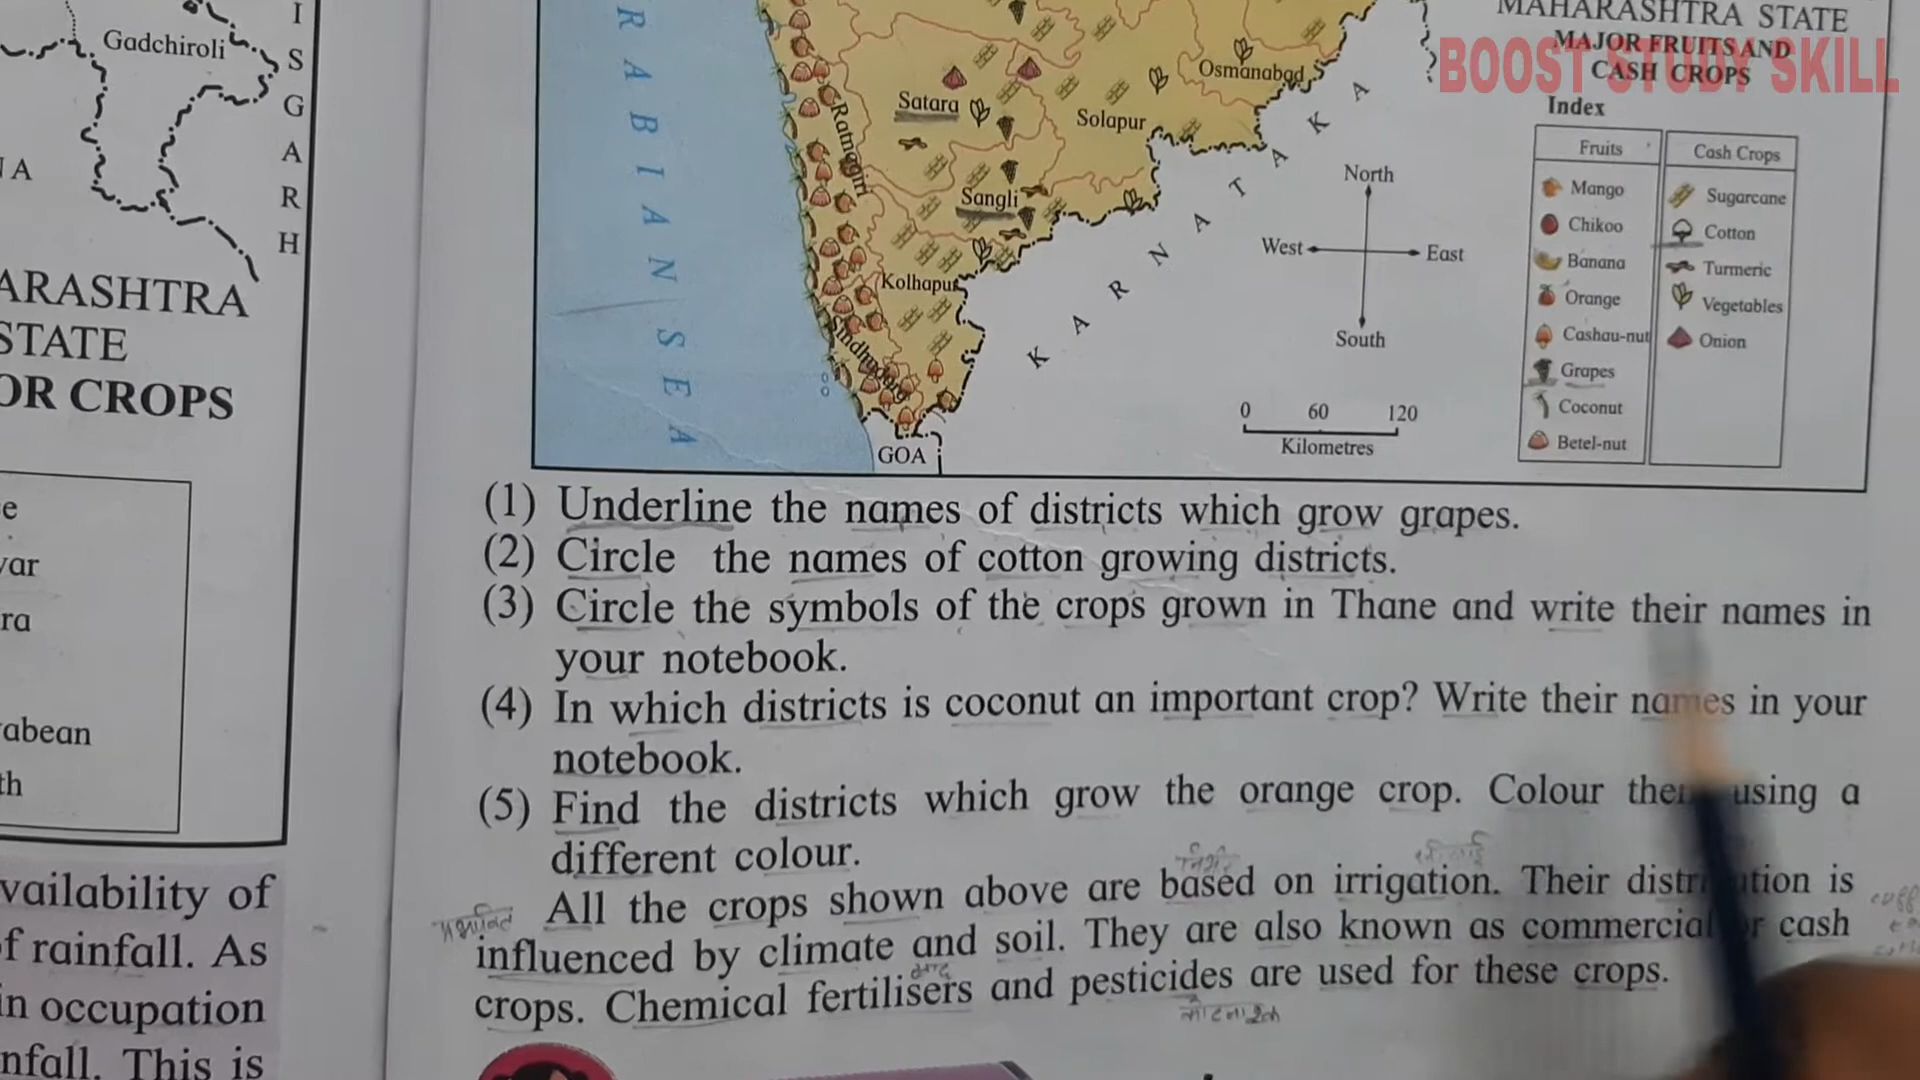 Gadchiroli
I
S
G
A
R
H
ARASHTRA
STATE
OR CROPS
var
ra
abean
th
vailability of
of rainfall. As
in occupation
nfall. This is
R
ABIAN
SEA
Ratnagiri
Satara
Solapur
Osmanabad
Sangli
Kolhapur
Sindhudurg
GOA
KARNATAKA
MAHARASHTRA STATE
MAJOR FRUITS AND
CASH CROPS
BOOST STUDY SKILL
Index
Fruits
Mango
Chikoo
Banana
Orange
Cashau-nut
Grapes
Coconut
Betel-nut
Cash Crops
Sugarcane
Cotton
Turmeric
Vegetables
Onion
North
West East
South
0 60 120
Kilometres
(1) Underline the names of districts which grow grapes.
(2) Circle the names of cotton growing districts.
(3) Circle the symbols of the crops grown in Thane and write their names in
your notebook.
(4) In which districts is coconut an important crop? Write their names in your
notebook.
(5) Find the districts which grow the orange crop. Colour them using a
different colour.
All the crops shown above are based on irrigation. Their distribution is
influenced by climate and soil. They are also known as commercial or cash
crops. Chemical fertilisers and pesticides are used for these crops.